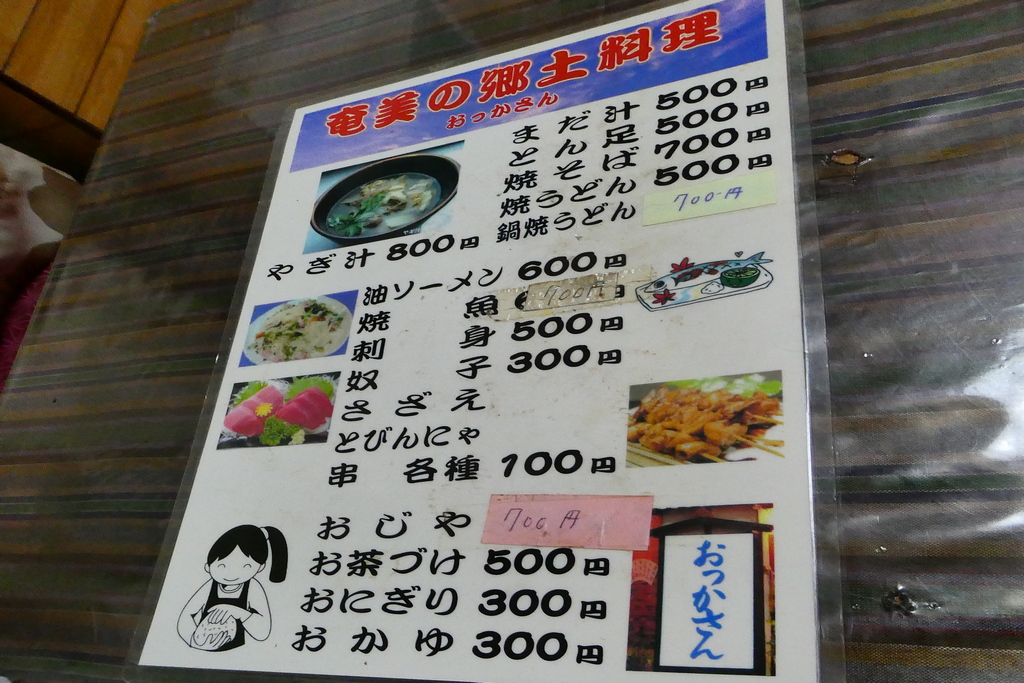 奄美の郷土料理
おっかさん
まだ汁 500円
とん足 500円
焼そば 700円
焼うどん 500円
鍋焼うどん 700円
やぎ汁 800円
油ソーメン 600円
焼魚 700円
刺身 500円
奴子 300円
さざえ
とびんにゃ
串 各種 100円
おじや 700円
お茶づけ 500円
おにぎり 300円
おかゆ 300円
おっかさん